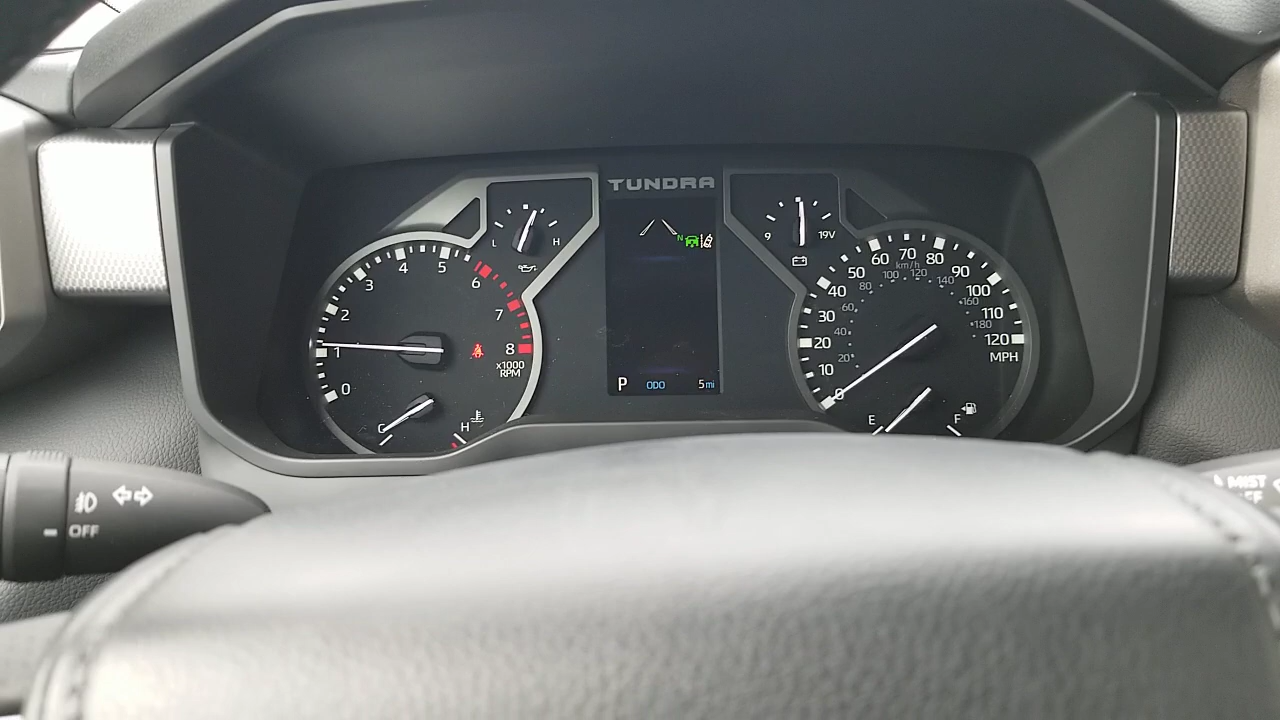 TUNDRA
L H
9 19V
N
0 1 2 3 4 5 6 7 8
x1000
RPM
C H
P ODO 5 mi
0 10 20 30 40 50 60 70 80 90 100 110 120
MPH
km/h
20 40 60 80 100 120 140 160 180
E F
OFF
MIST